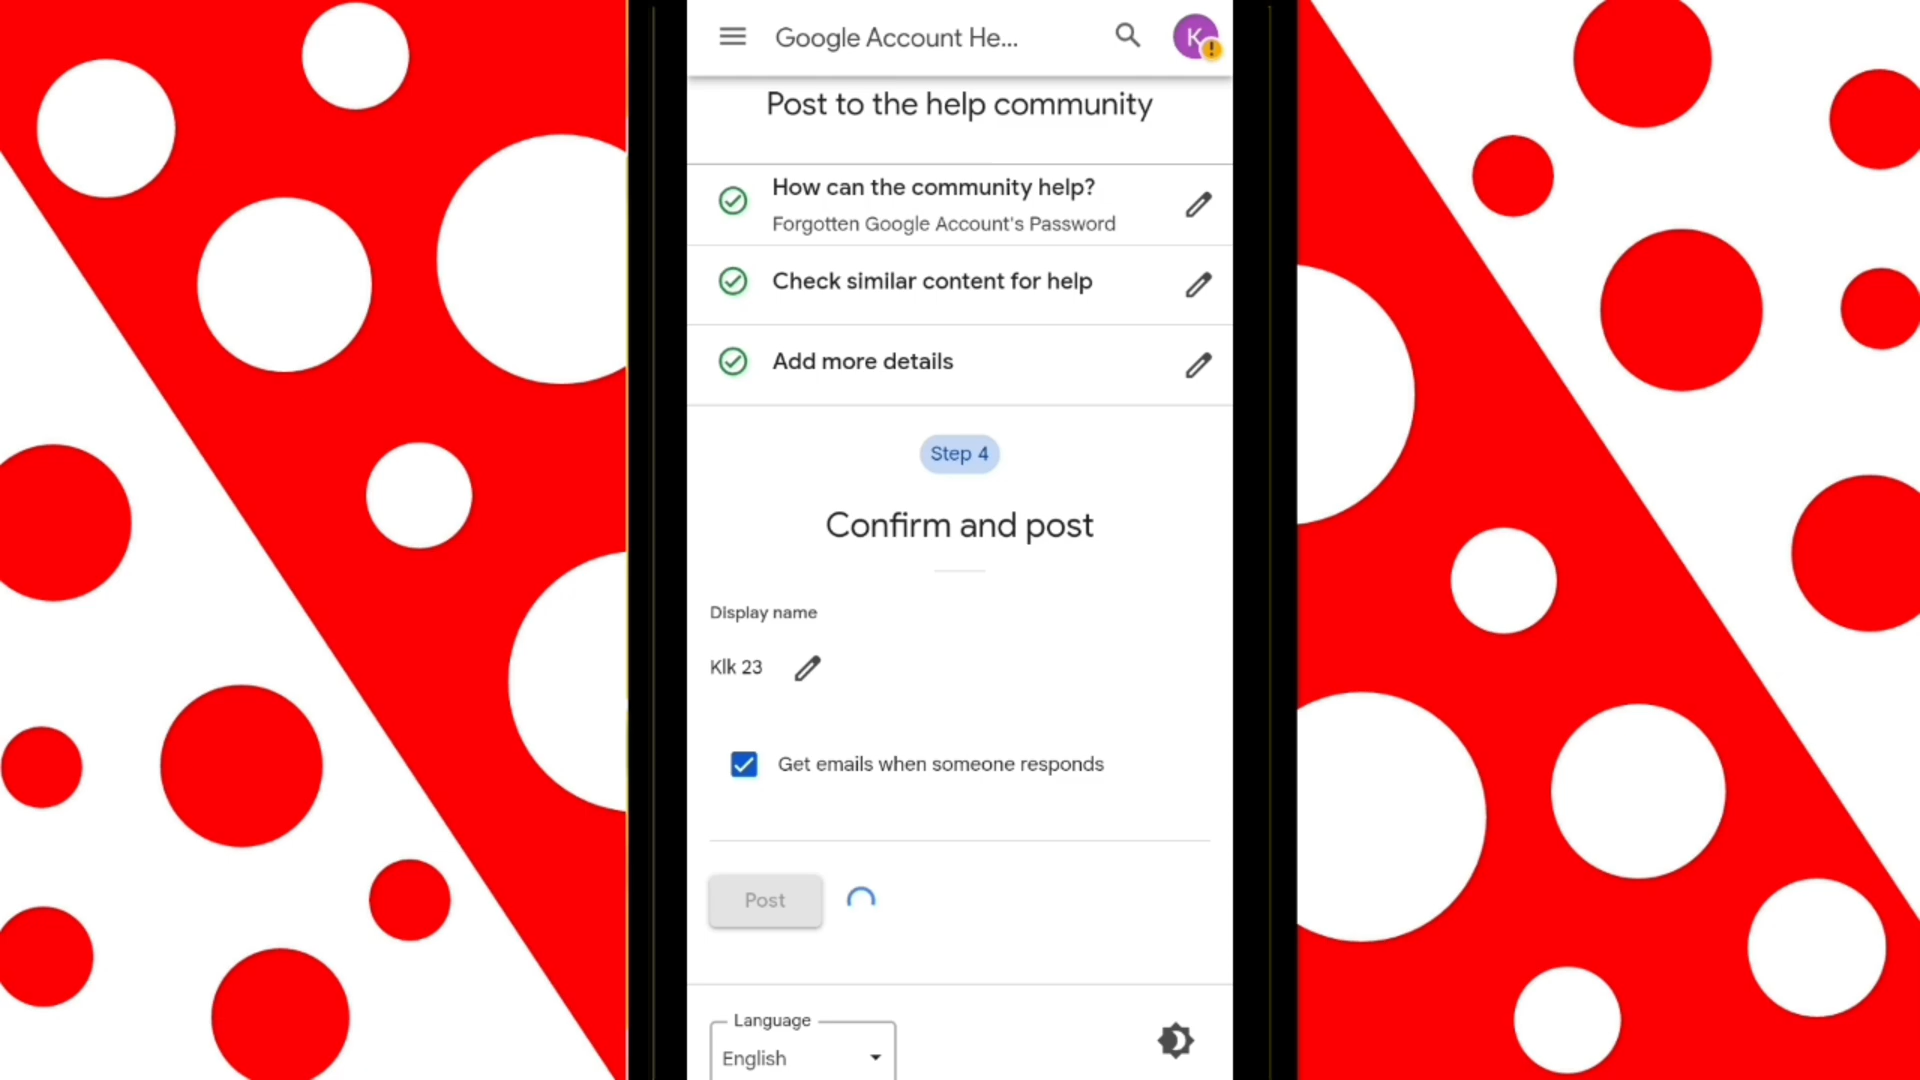 Google Account He...
K
Post to the help community
How can the community help?
Forgotten Google Account's Password
Check similar content for help
Add more details
Step 4
Confirm and post
Display name
Klk 23
Get emails when someone responds
Post
Language
English